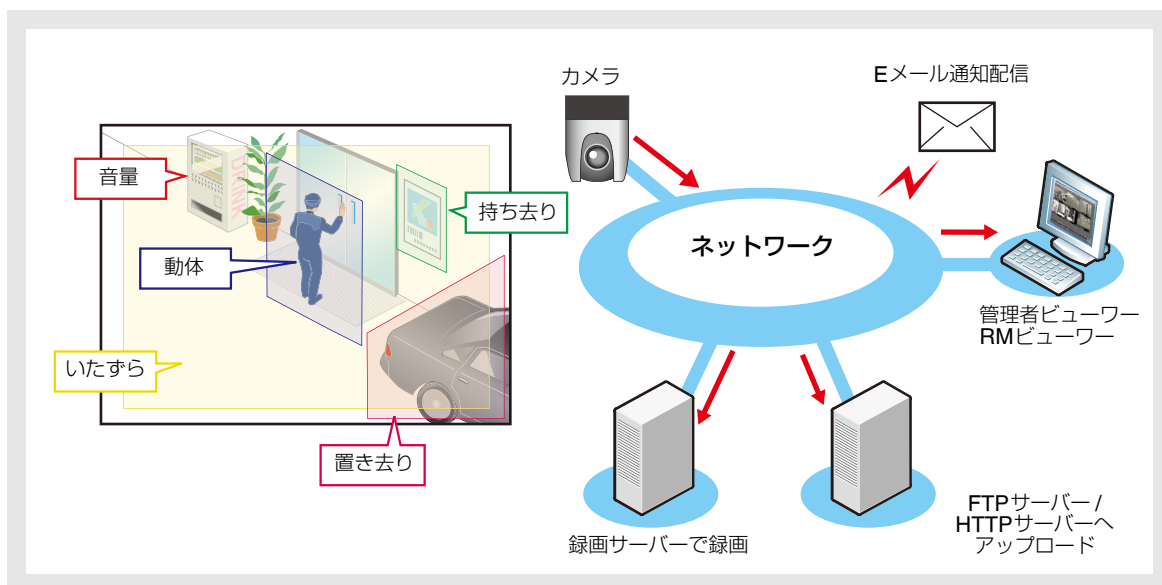 カメラ
Eメール通知配信
音量
持ち去り
動体
ネットワーク
いたずら
管理者ビューワー
RMビューワー
置き去り
録画サーバーで録画
FTPサーバー /
HTTPサーバーへ
アップロード